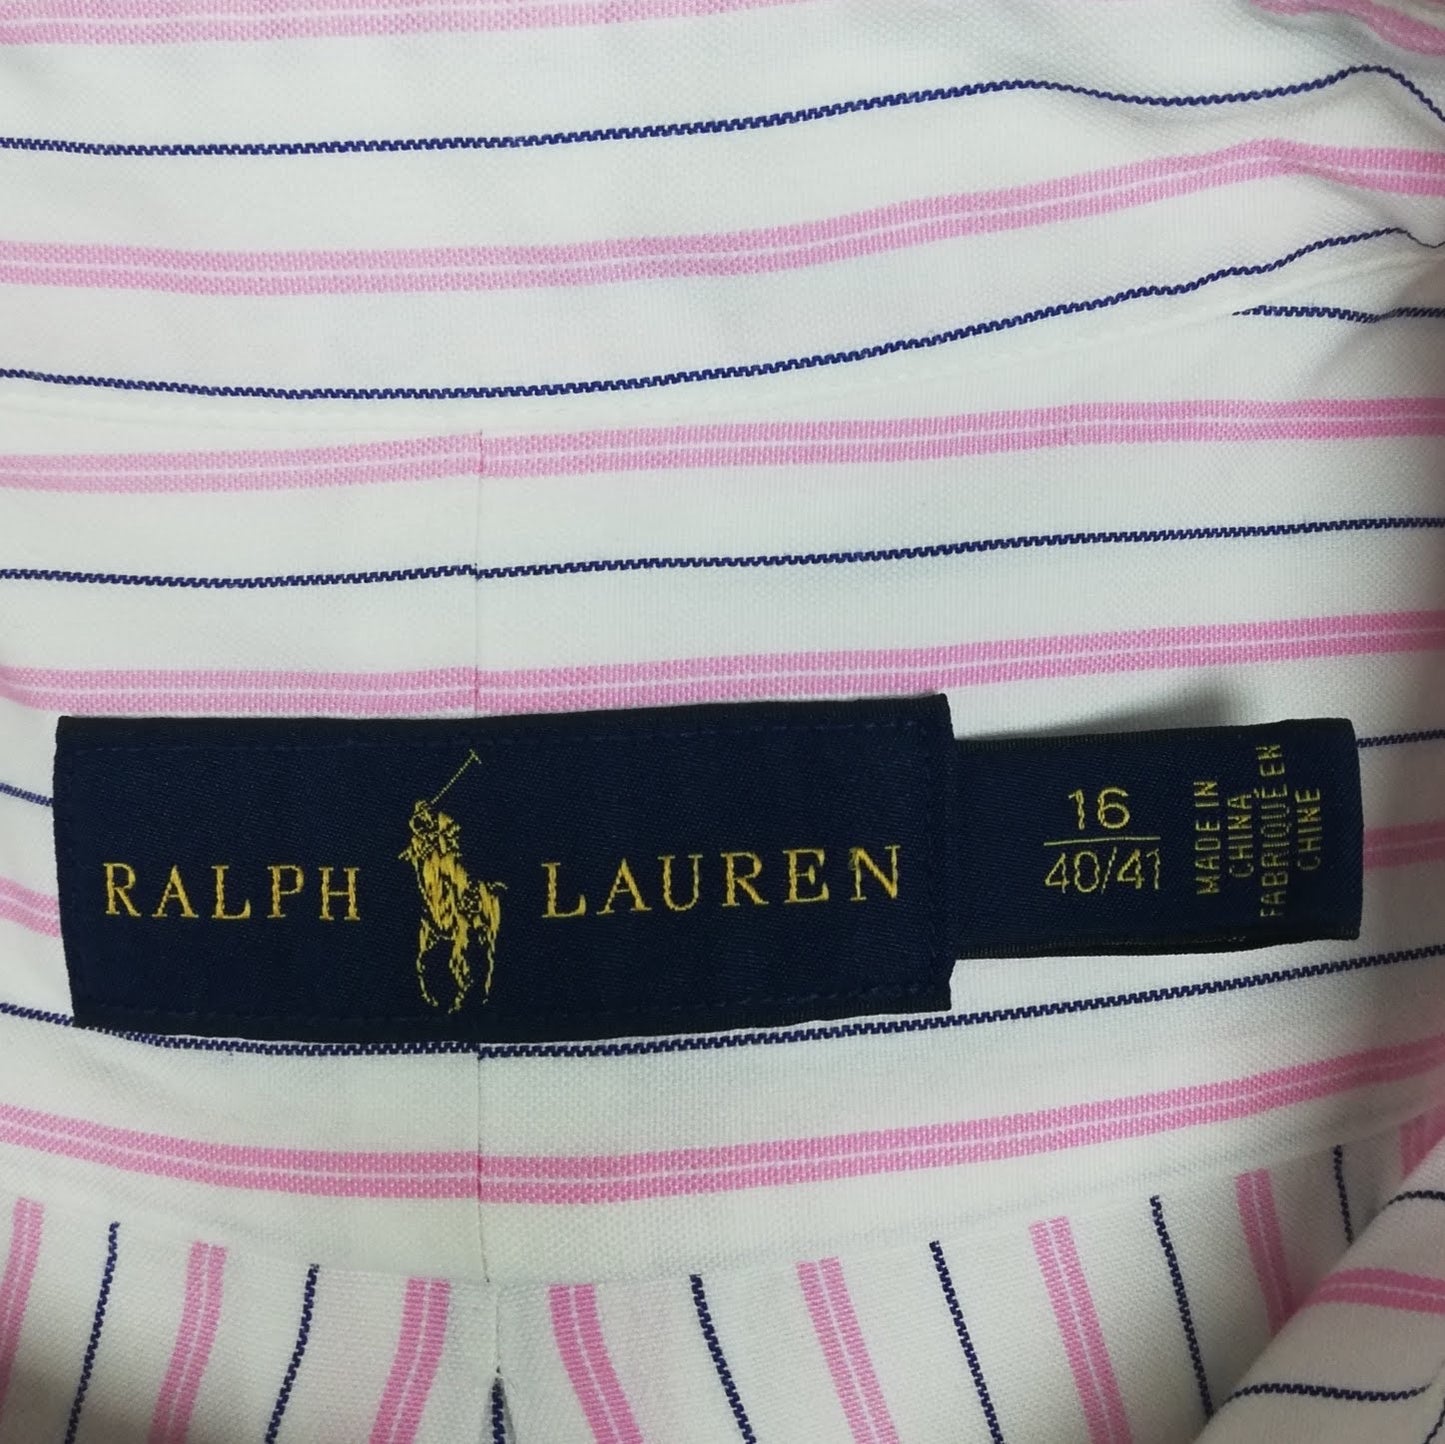 RALPH LAUREN
16
40/41
MADE IN
CHINA
FABRIQUÉ EN
CHINE